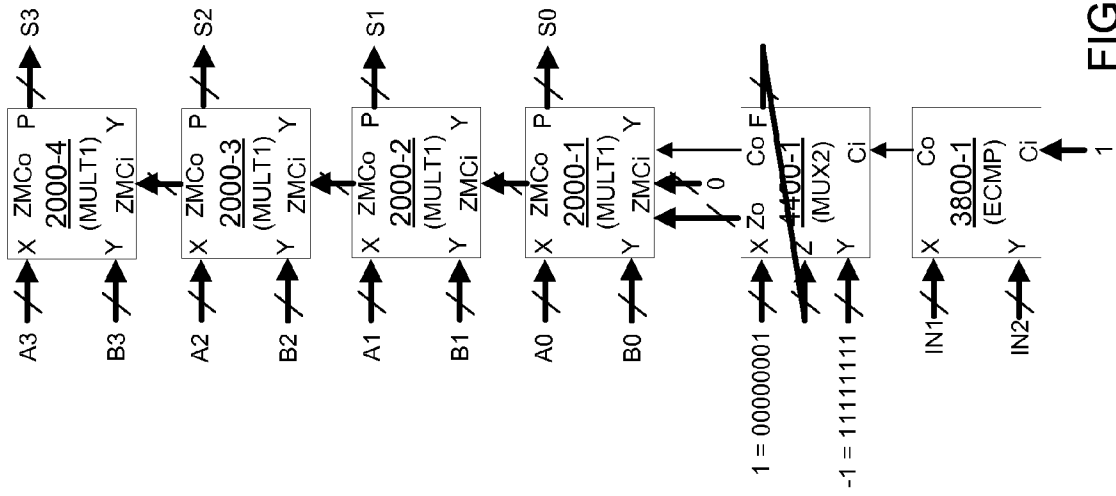 A3
X
ZMCo
P
S3
2000-4
(MULT1)
B3
Y
ZMCi
Y
A2
X
ZMCo
P
S2
2000-3
(MULT1)
B2
Y
ZMCi
Y
A1
X
ZMCo
P
S1
2000-2
(MULT1)
B1
Y
ZMCi
Y
A0
X
ZMCo
P
S0
2000-1
(MULT1)
B0
Y
ZMCi
Y
0
1 = 00000001
X
Zo
Co
F
Z
4400-1
(MUX2)
-1 = 11111111
Y
Ci
IN1
X
Co
3800-1
(ECMP)
IN2
Y
Ci
1
FIG